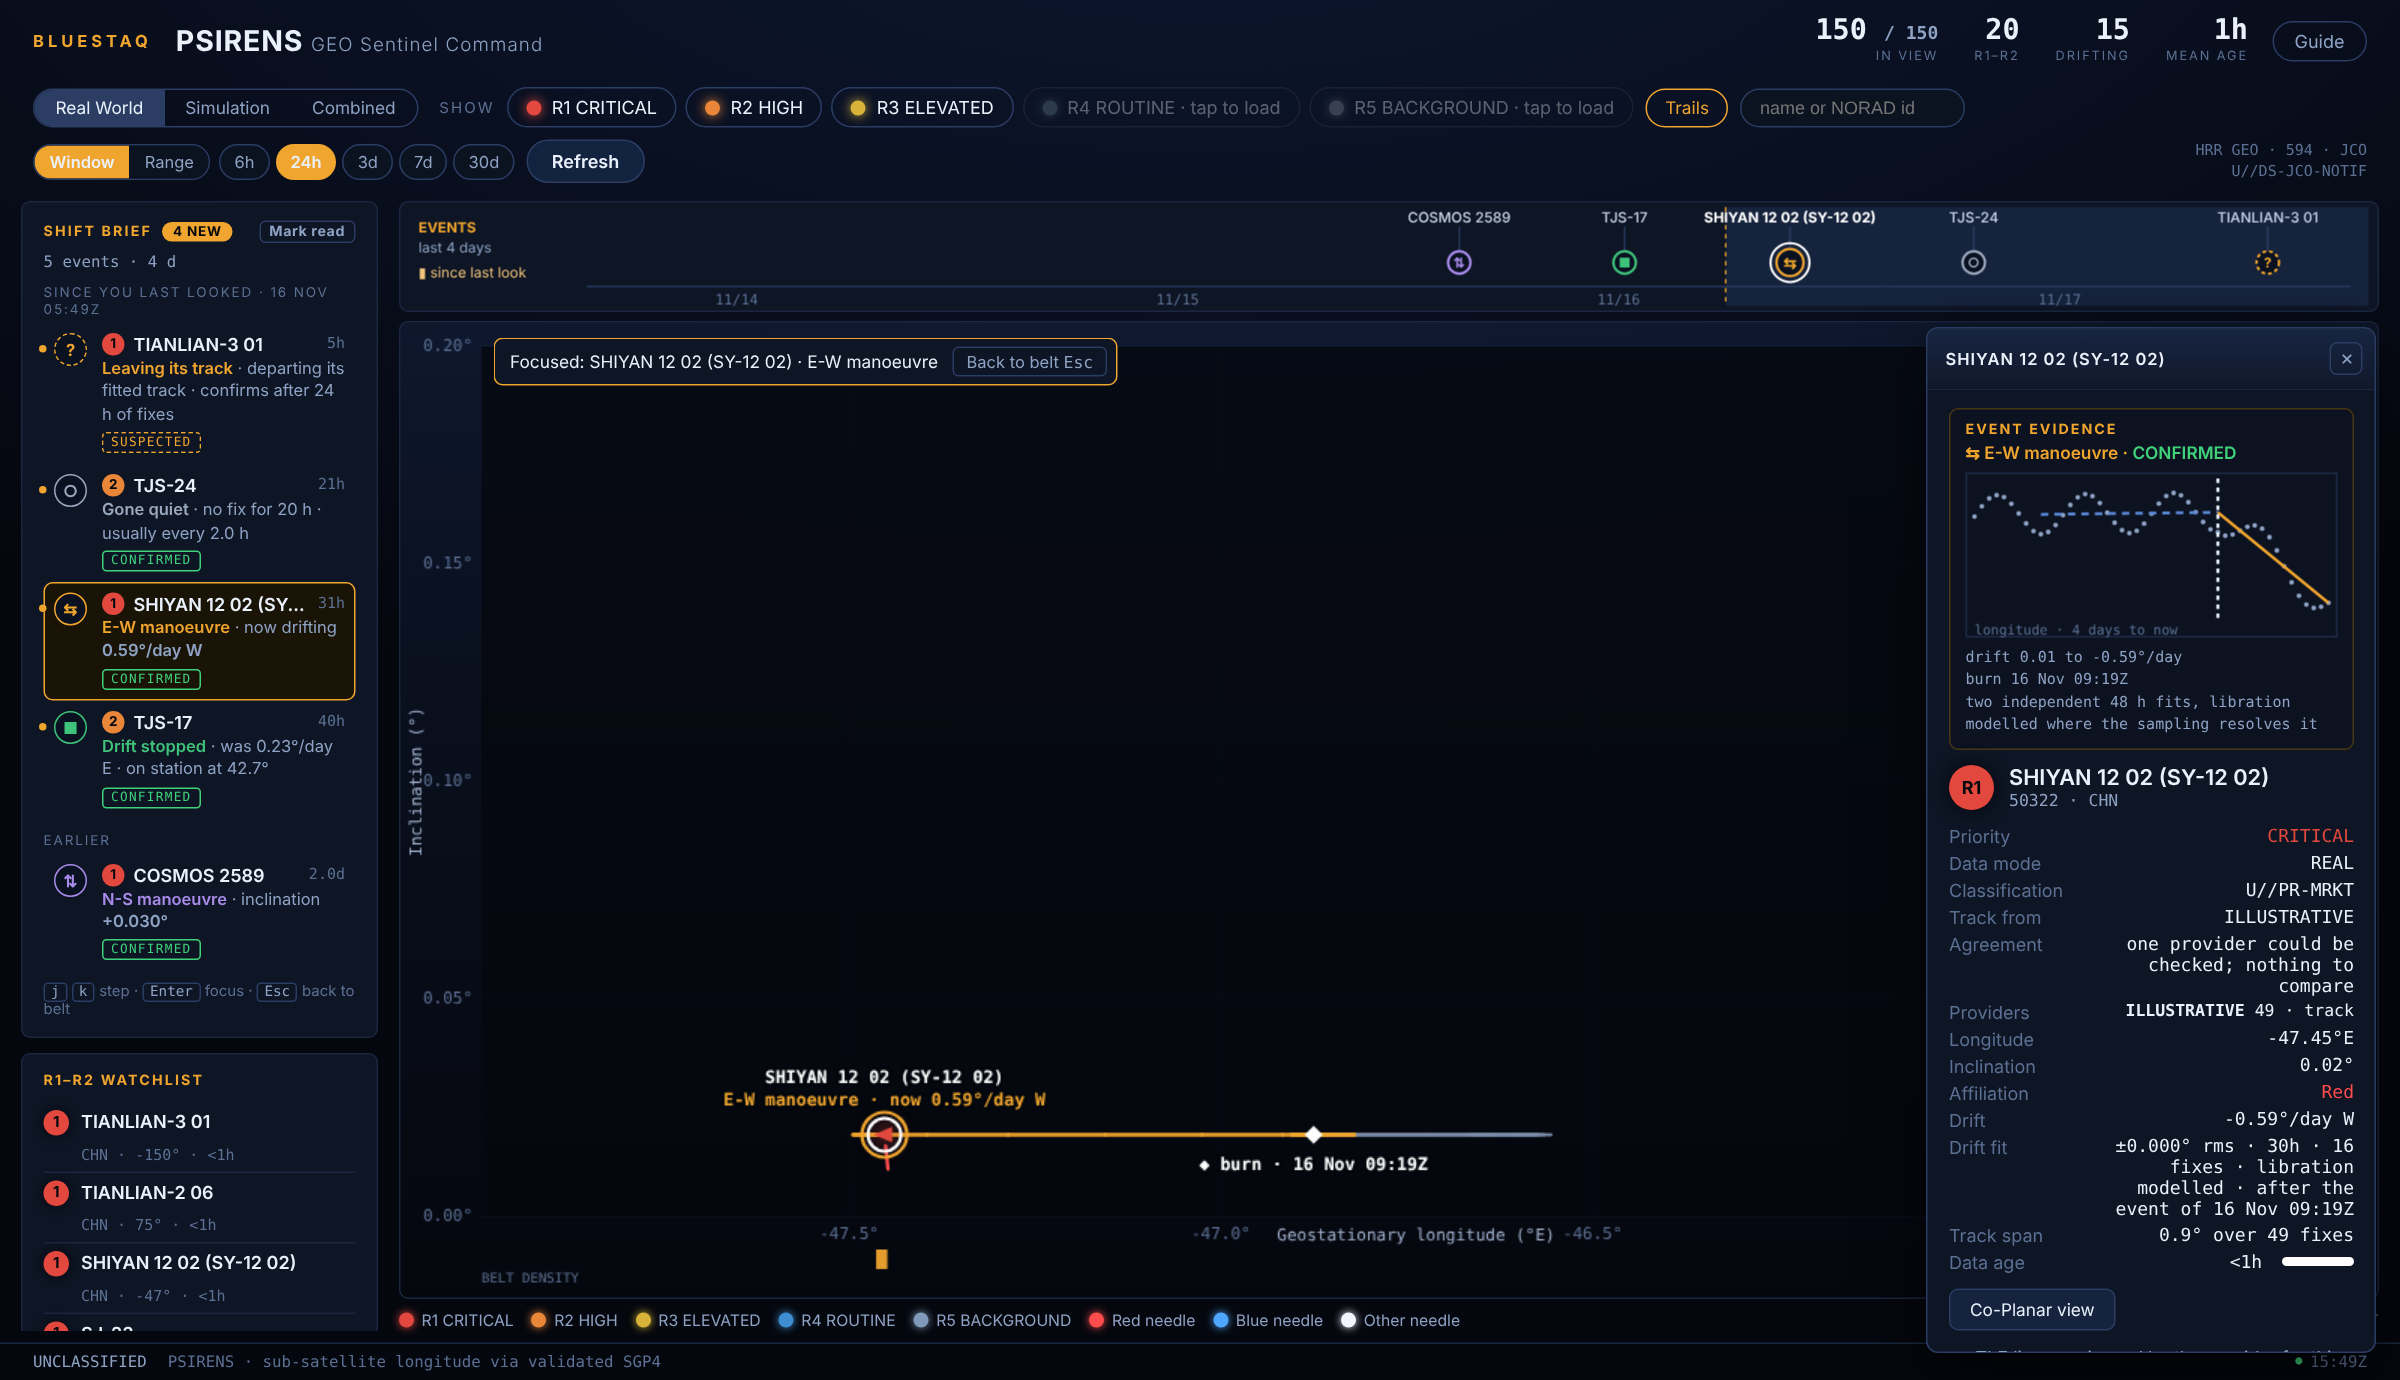 BLUESTAQ PSIRENS GEO Sentinel Command
150 / 150 IN VIEW
20 R1–R2
15 DRIFTING
1h MEAN AGE
Guide
Real World Simulation Combined SHOW R1 CRITICAL R2 HIGH R3 ELEVATED R4 ROUTINE · tap to load R5 BACKGROUND · tap to load Trails name or NORAD id
Window Range 6h 24h 3d 7d 30d Refresh
HRR GEO · 594 · JCO
U//DS-JCO-NOTIF
SHIFT BRIEF 4 NEW Mark read
5 events · 4 d
SINCE YOU LAST LOOKED · 16 NOV
05:49Z
? 1 TIANLIAN-3 01 5h
Leaving its track · departing its
fitted track · confirms after 24
h of fixes
SUSPECTED
2 TJS-24 21h
Gone quiet · no fix for 20 h ·
usually every 2.0 h
CONFIRMED
⇆ 1 SHIYAN 12 02 (SY... 31h
E-W manoeuvre · now drifting
0.59°/day W
CONFIRMED
2 TJS-17 40h
Drift stopped · was 0.23°/day
E · on station at 42.7°
CONFIRMED
EARLIER
⇅ 1 COSMOS 2589 2.0d
N-S manoeuvre · inclination
+0.030°
CONFIRMED
j k step · Enter focus · Esc back to
belt
R1–R2 WATCHLIST
1 TIANLIAN-3 01
CHN · -150° · <1h
1 TIANLIAN-2 06
CHN · 75° · <1h
1 SHIYAN 12 02 (SY-12 02)
CHN · -47° · <1h
EVENTS
last 4 days
since last look
COSMOS 2589 TJS-17 SHIYAN 12 02 (SY-12 02) TJS-24 TIANLIAN-3 01
⇅ ⇆ ?
11/14 11/15 11/16 11/17
Focused: SHIYAN 12 02 (SY-12 02) · E-W manoeuvre Back to belt Esc
0.20°
0.15°
0.10°
0.05°
0.00°
Inclination (°)
SHIYAN 12 02 (SY-12 02)
E-W manoeuvre · now 0.59°/day W
◆ burn · 16 Nov 09:19Z
-47.5° -47.0° Geostationary longitude (°E) -46.5°
BELT DENSITY
R1 CRITICAL R2 HIGH R3 ELEVATED R4 ROUTINE R5 BACKGROUND Red needle Blue needle Other needle
SHIYAN 12 02 (SY-12 02) ×
EVENT EVIDENCE
⇆ E-W manoeuvre · CONFIRMED
longitude · 4 days to now
drift 0.01 to -0.59°/day
burn 16 Nov 09:19Z
two independent 48 h fits, libration
modelled where the sampling resolves it
R1 SHIYAN 12 02 (SY-12 02)
50322 · CHN
Priority CRITICAL
Data mode REAL
Classification U//PR-MRKT
Track from ILLUSTRATIVE
Agreement one provider could be
checked; nothing to
compare
Providers ILLUSTRATIVE 49 · track
Longitude -47.45°E
Inclination 0.02°
Affiliation Red
Drift -0.59°/day W
Drift fit ±0.000° rms · 30h · 16
fixes · libration
modelled · after the
event of 16 Nov 09:19Z
Track span 0.9° over 49 fixes
Data age <1h
Co-Planar view
UNCLASSIFIED PSIRENS · sub-satellite longitude via validated SGP4
15:49Z